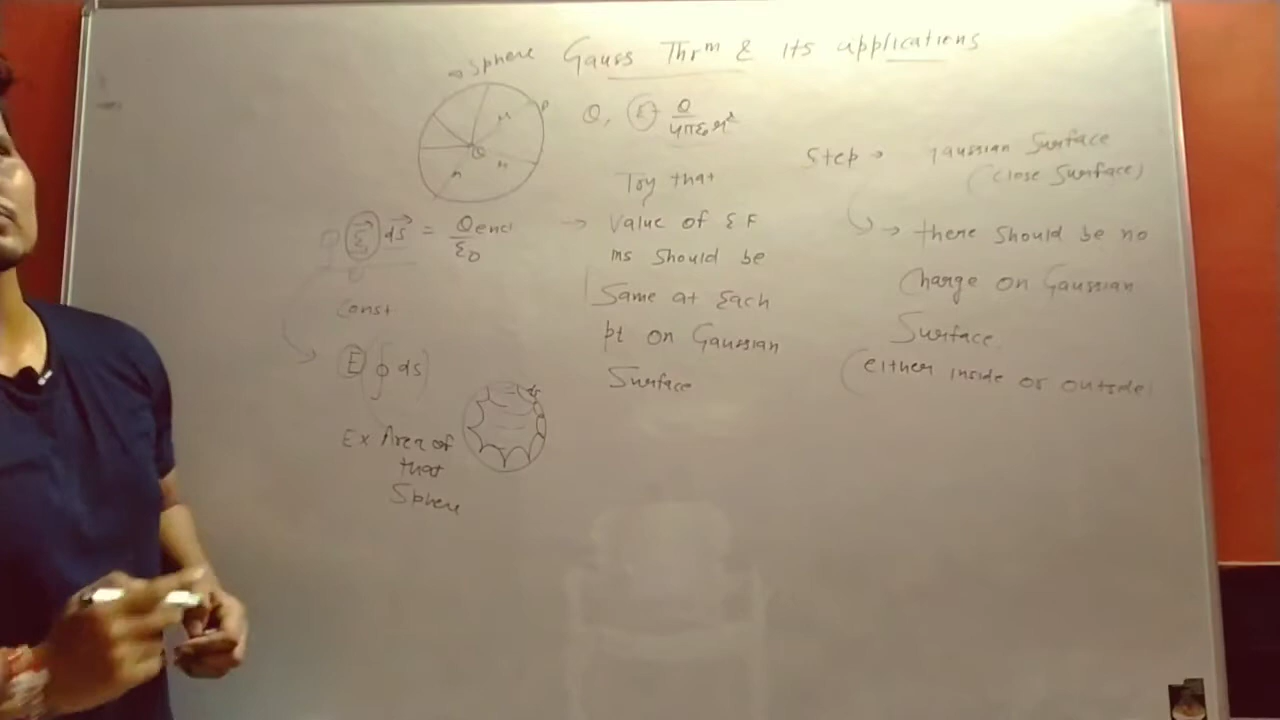 → Sphere Gauss Thrᵐ & its applications
r
P
Q
r
r
Q, E → Q / 4πε₀r²
Step → Gaussian Surface
(Close Surface)
→ there should be no
Charge on Gaussian
Surface
(either inside or outside)
Try that
→ Value of EF
ms should be
Same at Each
pt on Gaussian
Surface
E⃗ ds⃗ = Qencl / ε₀
Const
E (∮ ds)
ds
Ex Area of
that
Sphere